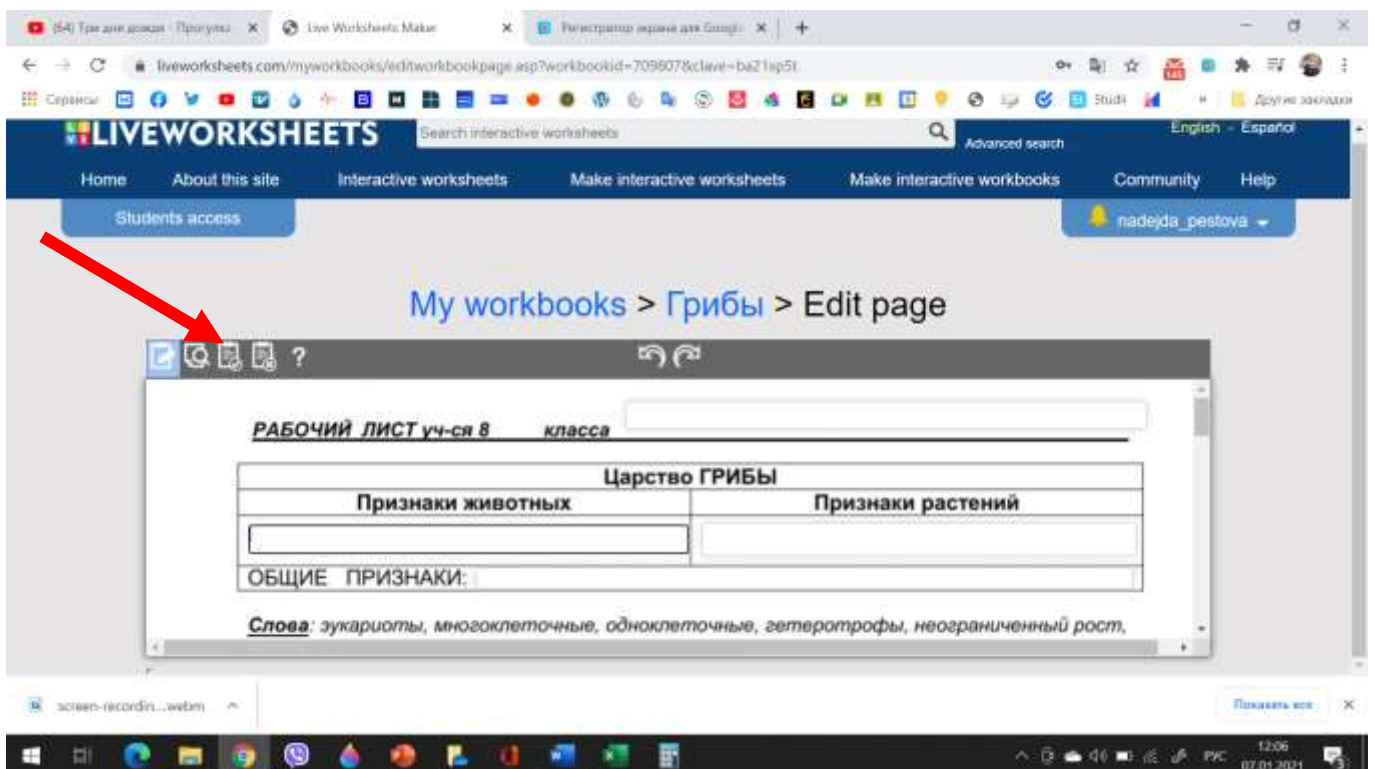 (64) Три дня дождя - Прогулка
Live Worksheets Maker
Регистратор экрана для Google
liveworksheets.com/myworkbooks/editworkbookpage.asp?workbookid=709807&clave=ba21sp5t
Сервисы
Studi
Другие закладки
LIVEWORKSHEETS
Search interactive worksheets
Advanced search
English - Español
Home About this site Interactive worksheets Make interactive worksheets Make interactive workbooks Community Help
Students access
nadejda_pestova
My workbooks > Грибы > Edit page
?
РАБОЧИЙ ЛИСТ уч-ся 8 класса
Царство ГРИБЫ
Признаки животных Признаки растений
ОБЩИЕ ПРИЗНАКИ:
Слова: эукариоты, многоклеточные, одноклеточные, гетеротрофы, неограниченный рост,
screen-recordin...webm
Показать все
РУС
12:06
07.01.2021